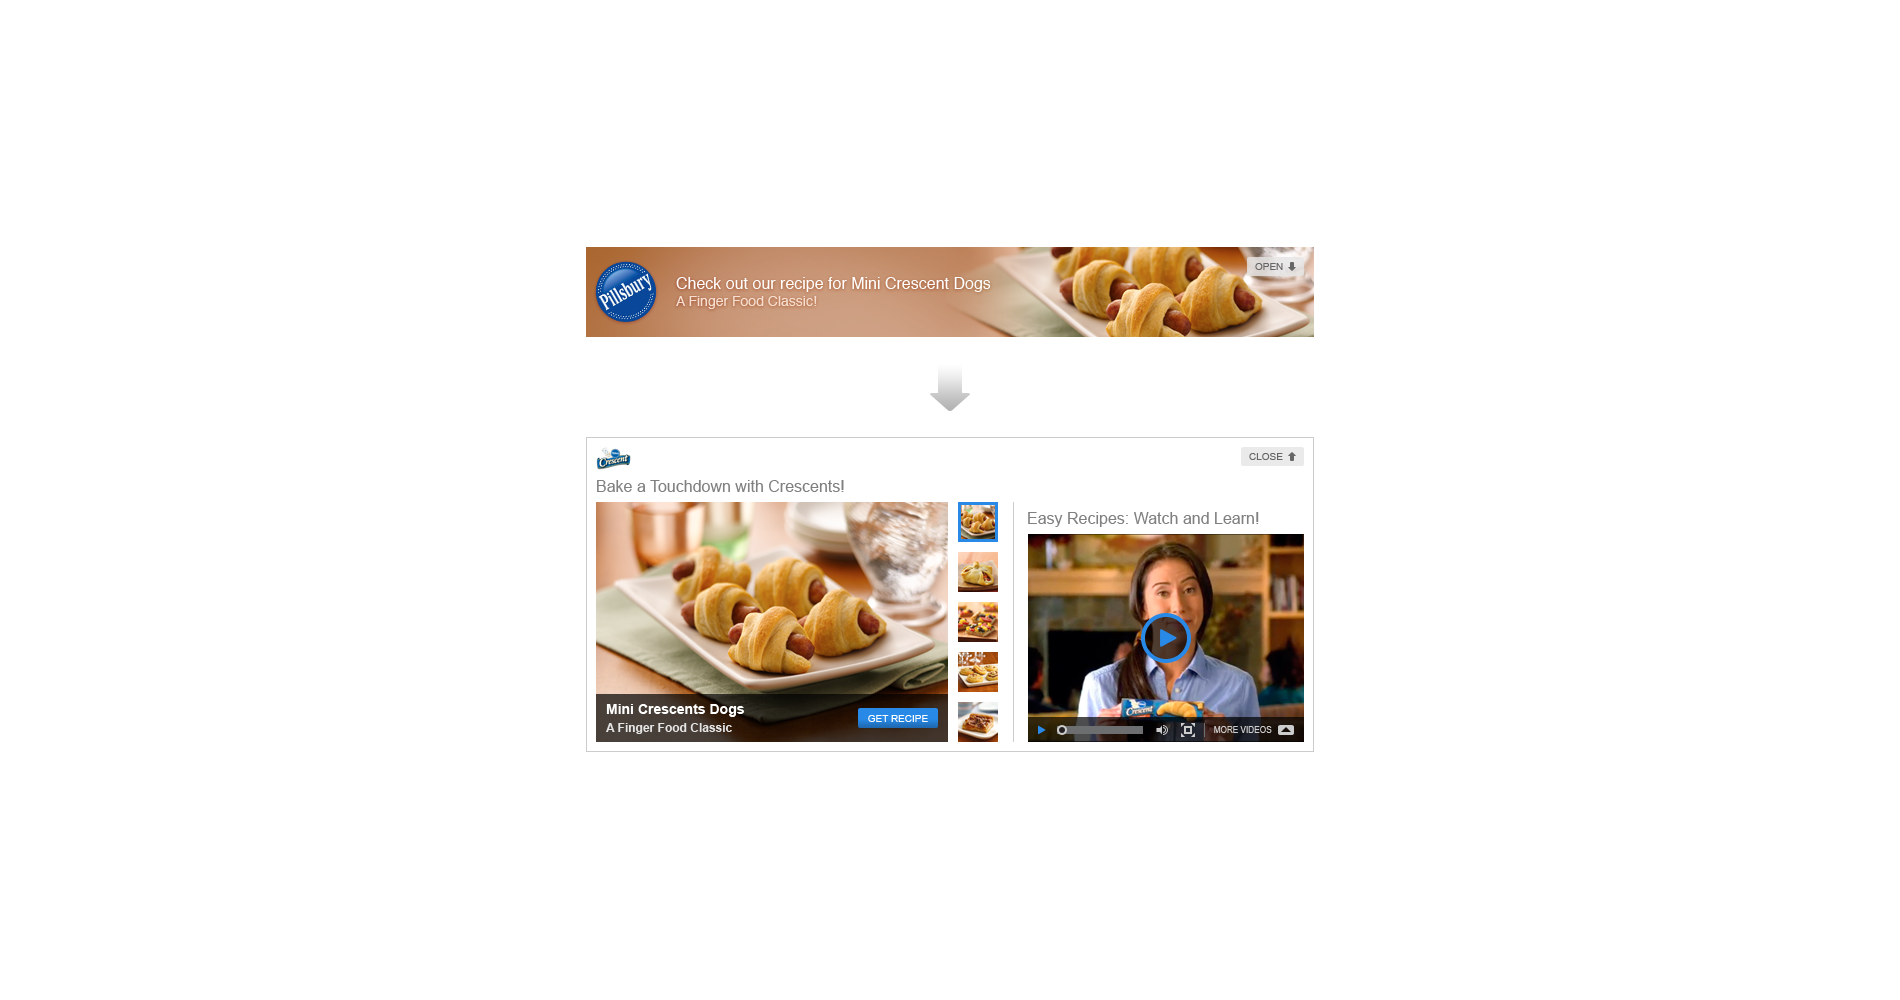 Pillsbury
Check out our recipe for Mini Crescent Dogs
A Finger Food Classic!
OPEN
Crescent
CLOSE
Bake a Touchdown with Crescents!
Easy Recipes: Watch and Learn!
Crescent
Mini Crescents Dogs
A Finger Food Classic
GET RECIPE
MORE VIDEOS